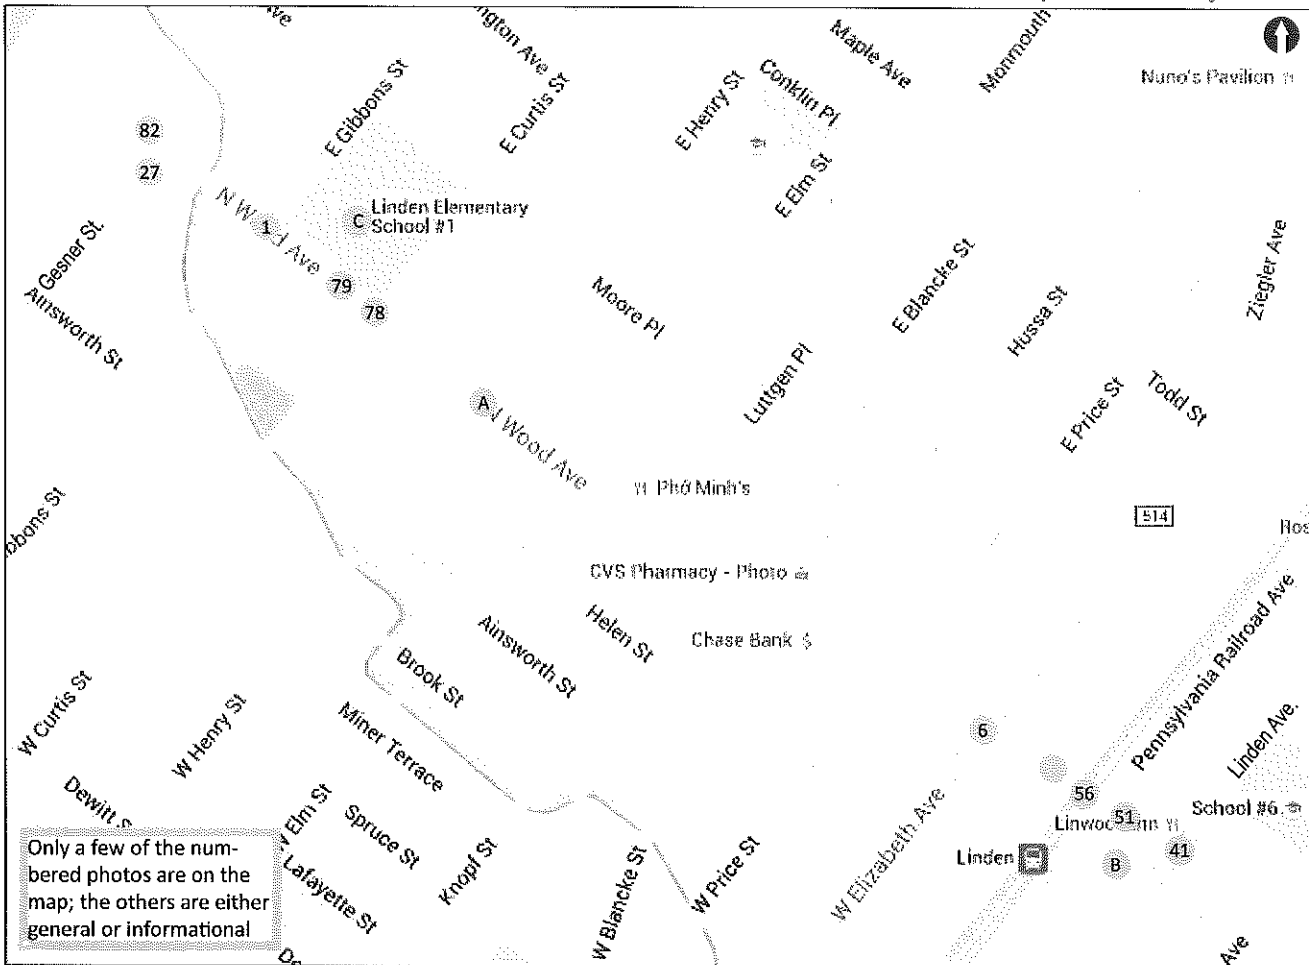 ve
ngton Ave
Maple Ave
Monmouth
Conklin Pl
E Gibbons St
E Curtis St
E Henry St
Nuno's Pavilion
82
27
E Elm St
N W
d Ave
1
C
Linden Elementary
School #1
Gesner St.
Ainsworth St
79
78
Moore Pl
E Blancke St
Hussa St
Ziegler Ave
Luttgen Pl
E Price St
Todd St
A
Wood Ave
Phở Minh's
514
Ros
bbons St
CVS Pharmacy - Photo
Helen St
Chase Bank
Ainsworth St
Brook St
Pennsylvania Railroad Ave
W Curtis St
W Henry St
Miner Terrace
6
Linden Ave.
Dewitt
56
51
School #6
Linwoo
nn
41
Elm St
Spruce St
Knopf St
W Elizabeth Ave
Linden
B
Lafayette St
W Blancke St
W Price St
Only a few of the num-
bered photos are on the
map; the others are either
general or informational
De
Ave